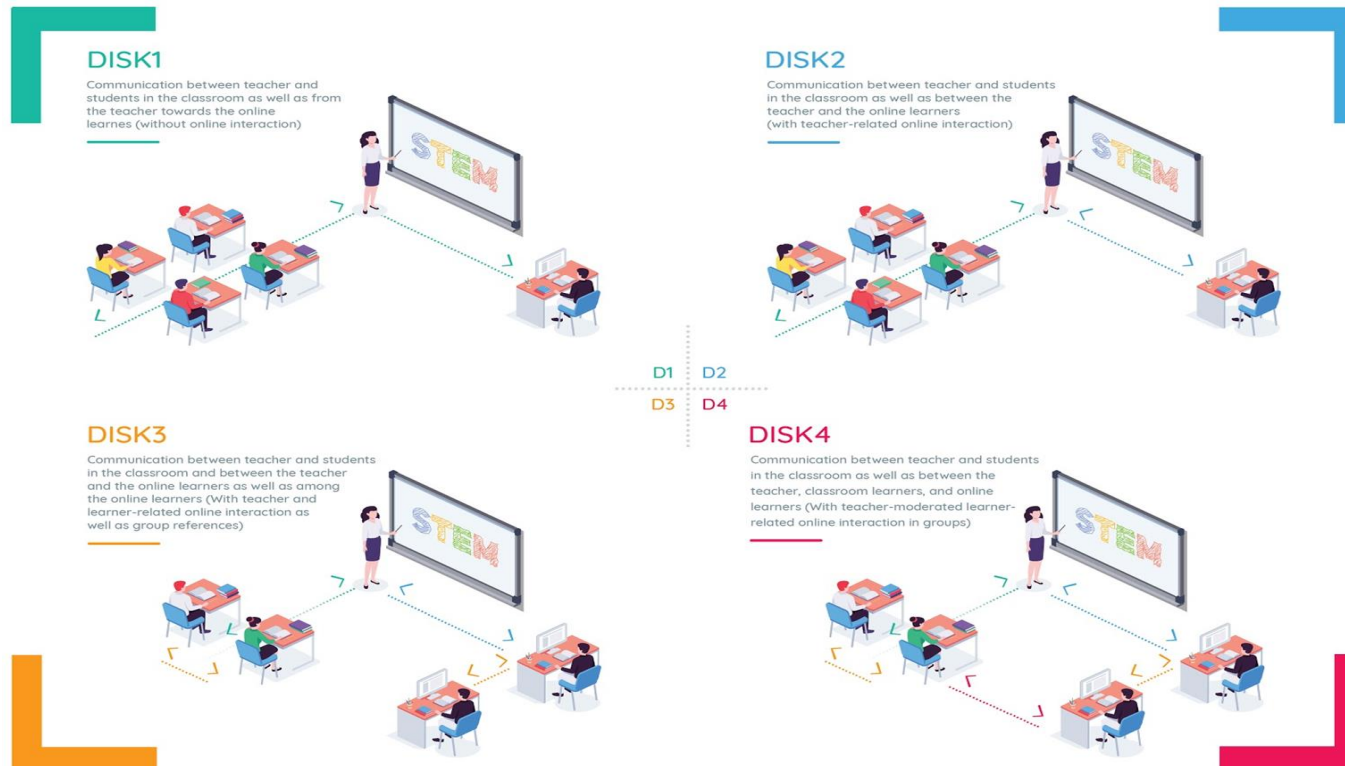 DISK1
Communication between teacher and
students in the classroom as well as from
the teacher towards the online
learnes (without online interaction)
STEM
DISK2
Communication between teacher and students
in the classroom as well as between the
teacher and the online learners
(with teacher-related online interaction)
STEM
D1
D2
D3
D4
DISK3
Communication between teacher and students
in the classroom and between the teacher
and the online learners as well as among
the online learners (With teacher and
learner-related online interaction as
well as group references)
STEM
DISK4
Communication between teacher and students
in the classroom as well as between the
teacher, classroom learners, and online
learners (With teacher-moderated learner-
related online interaction in groups)
STEM